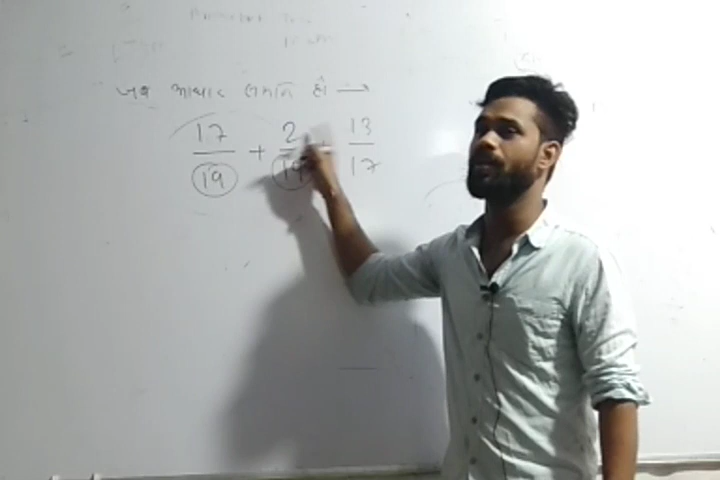 जब आधार समान हो →
17/19 + 2/19 + 13/17